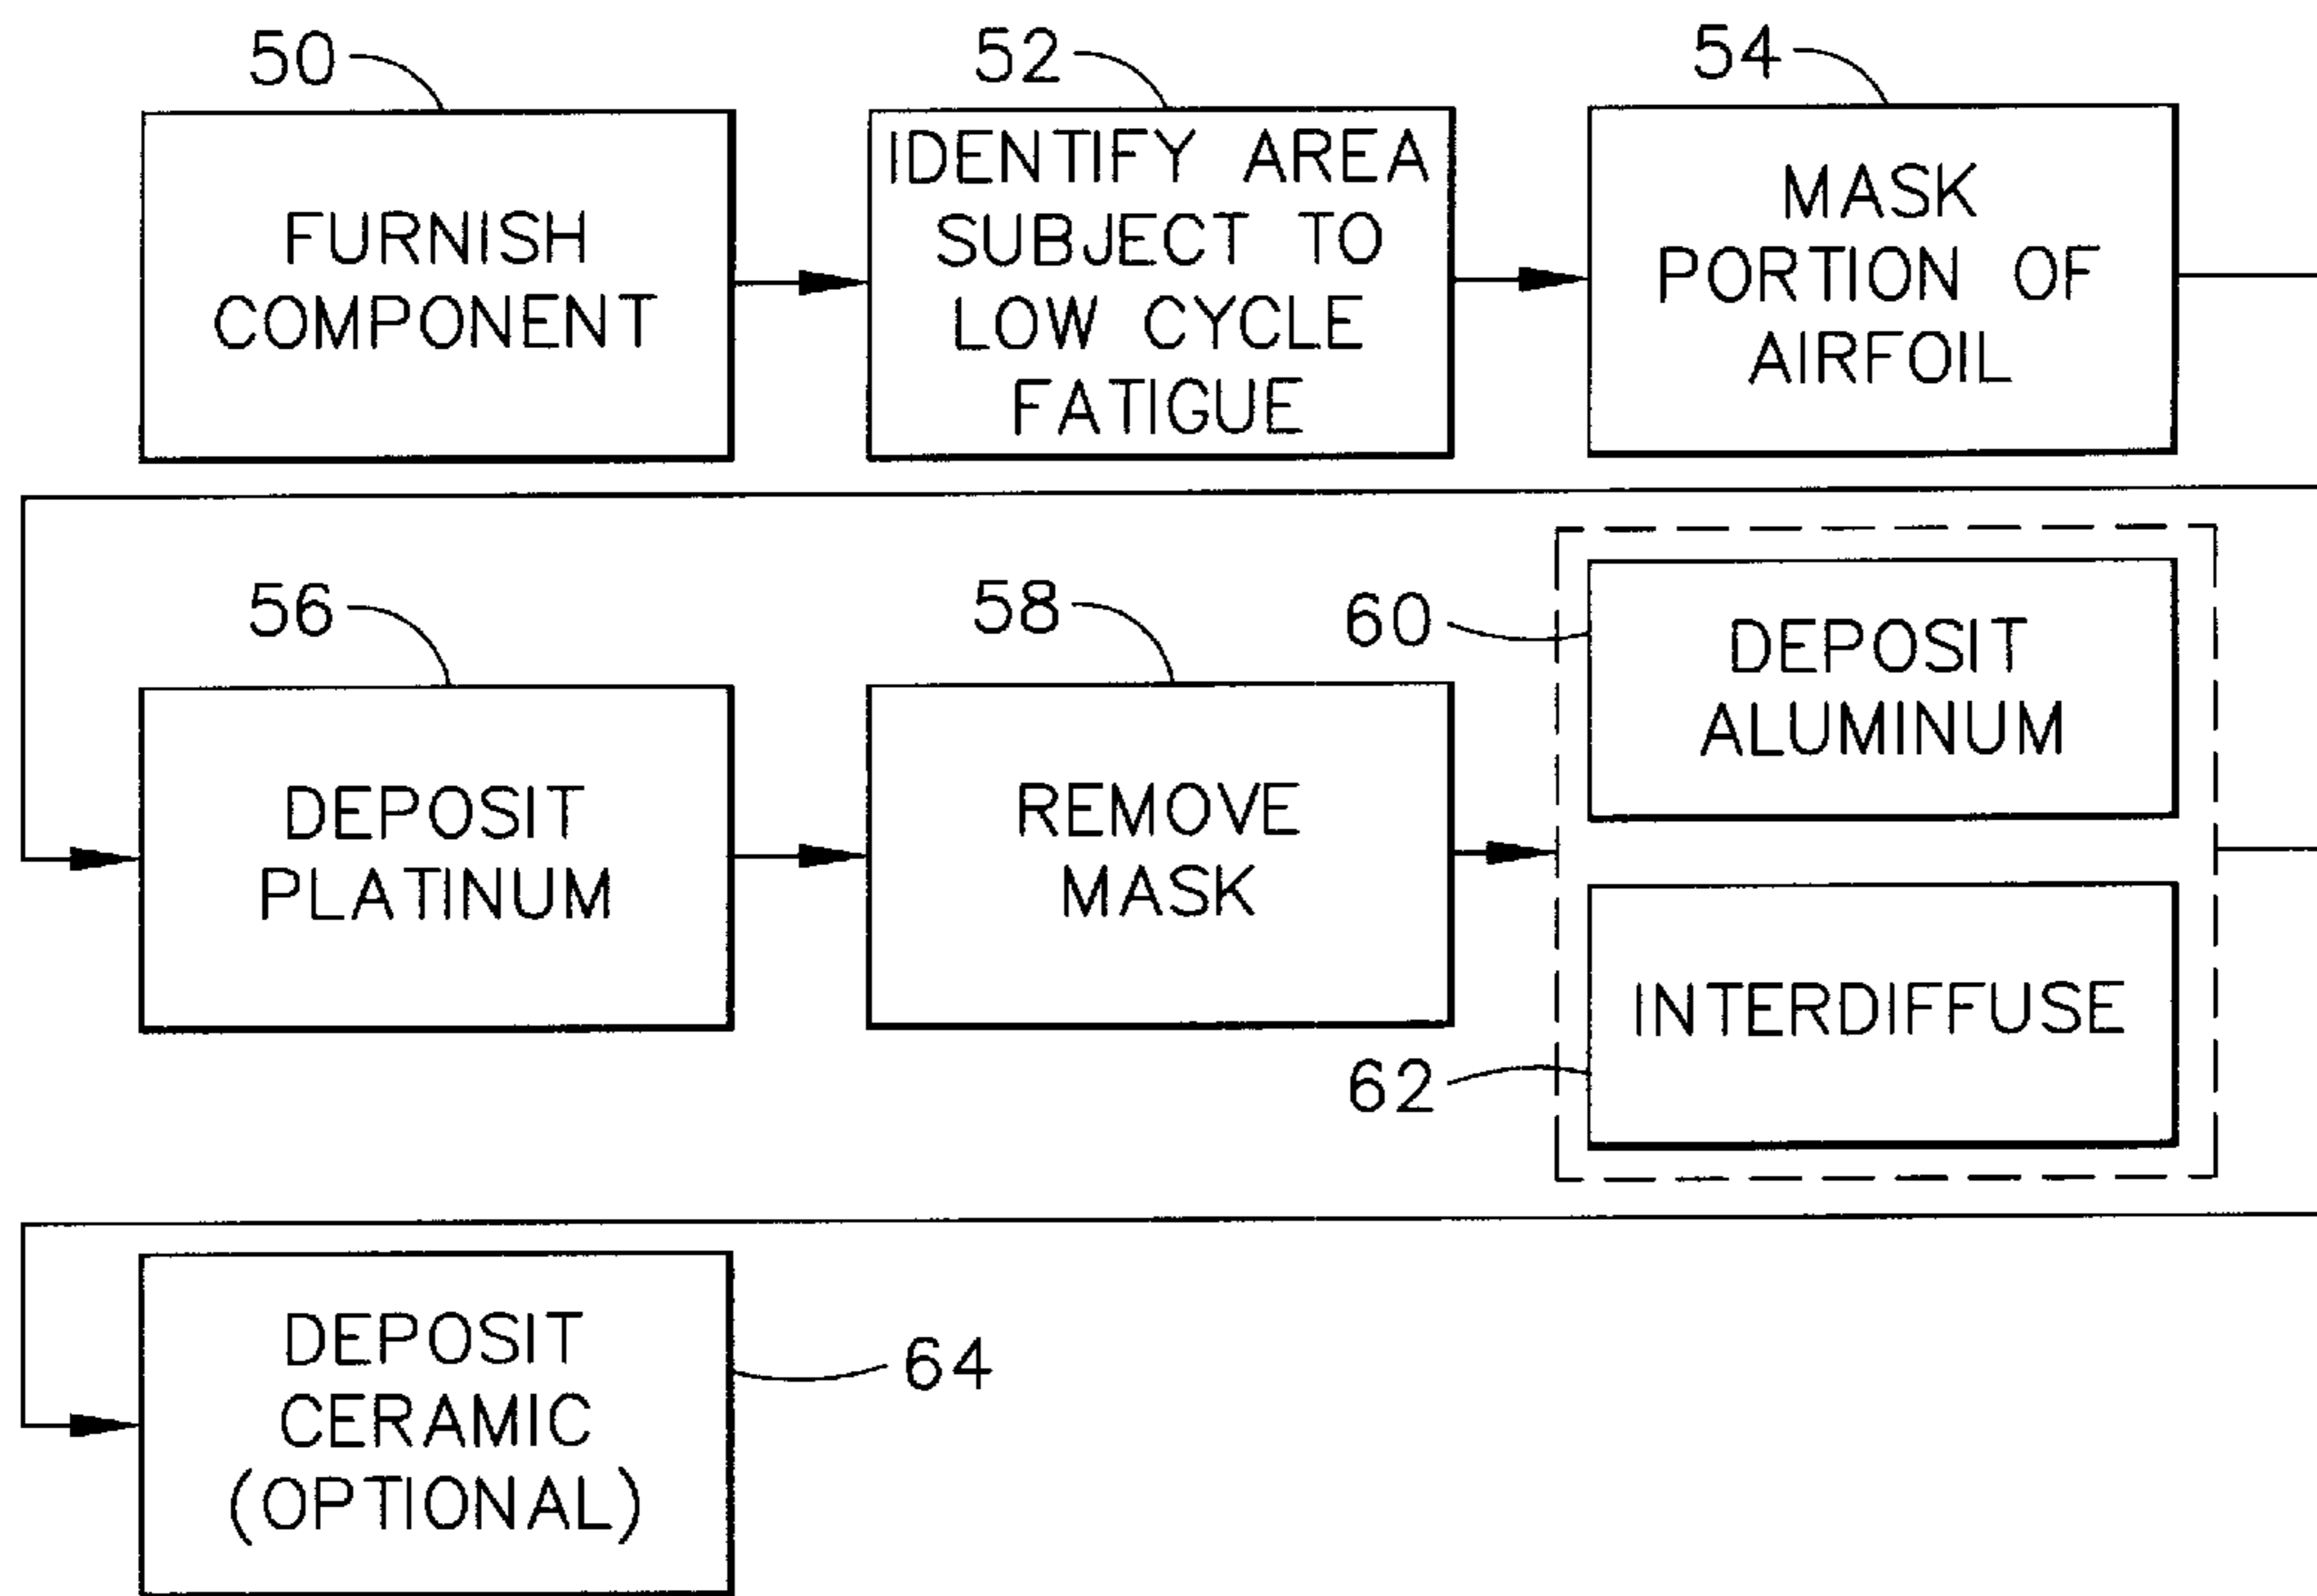 50
FURNISH
COMPONENT
52
IDENTIFY AREA
SUBJECT TO
LOW CYCLE
FATIGUE
54
MASK
PORTION OF
AIRFOIL
56
DEPOSIT
PLATINUM
58
REMOVE
MASK
60
DEPOSIT
ALUMINUM
62
INTERDIFFUSE
64
DEPOSIT
CERAMIC
(OPTIONAL)